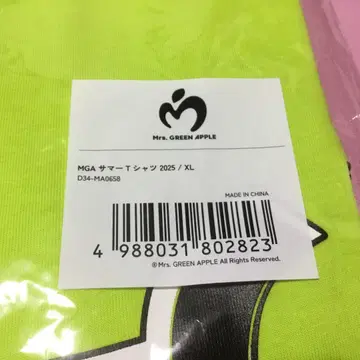 Mrs. GREEN APPLE
MGA サマー T シャツ 2025 / XL
D34-MA0658
MADE IN CHINA
4 988031 802823
® Mrs. GREEN APPLE All Rights Reserved.